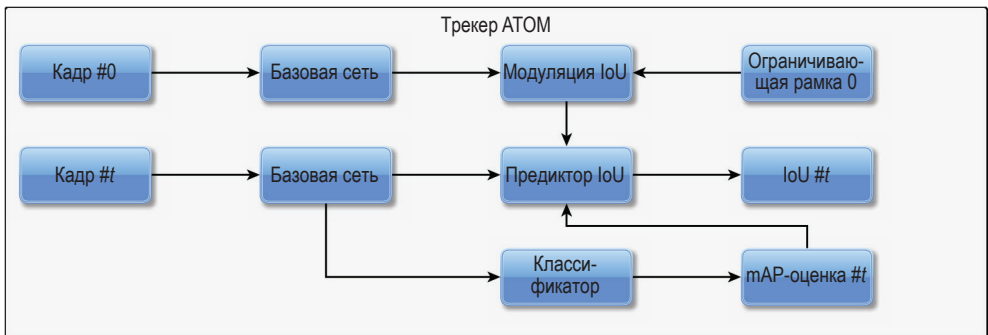 Трекер ATOM
Кадр #0
Базовая сеть
Модуляция IoU
Ограничиваю-
щая рамка 0
Кадр #t
Базовая сеть
Предиктор IoU
IoU #t
Класси-
фикатор
mAP-оценка #t